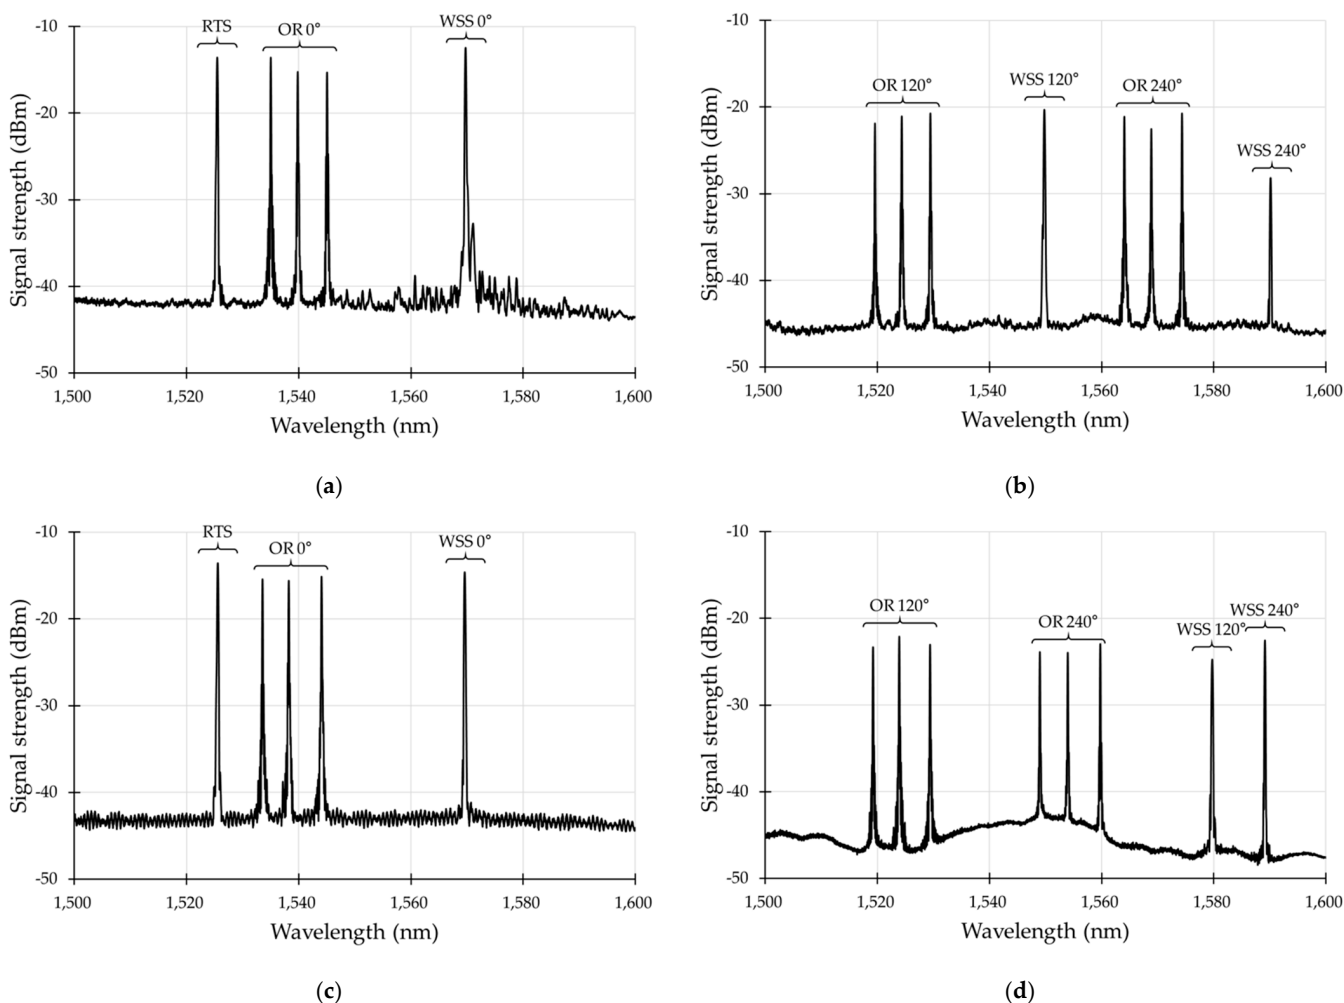 RTS
OR 0°
WSS 0°
-10
-20
-30
-40
-50
Signal strength (dBm)
1,500
1,520
1,540
1,560
1,580
1,600
Wavelength (nm)
(a)
OR 120°
WSS 120°
OR 240°
WSS 240°
-10
-20
-30
-40
-50
Signal strength (dBm)
1,500
1,520
1,540
1,560
1,580
1,600
Wavelength (nm)
(b)
RTS
OR 0°
WSS 0°
-10
-20
-30
-40
-50
Signal strength (dBm)
1,500
1,520
1,540
1,560
1,580
1,600
Wavelength (nm)
(c)
OR 120°
OR 240°
WSS 120°
WSS 240°
-10
-20
-30
-40
-50
Signal strength (dBm)
1,500
1,520
1,540
1,560
1,580
1,600
Wavelength (nm)
(d)